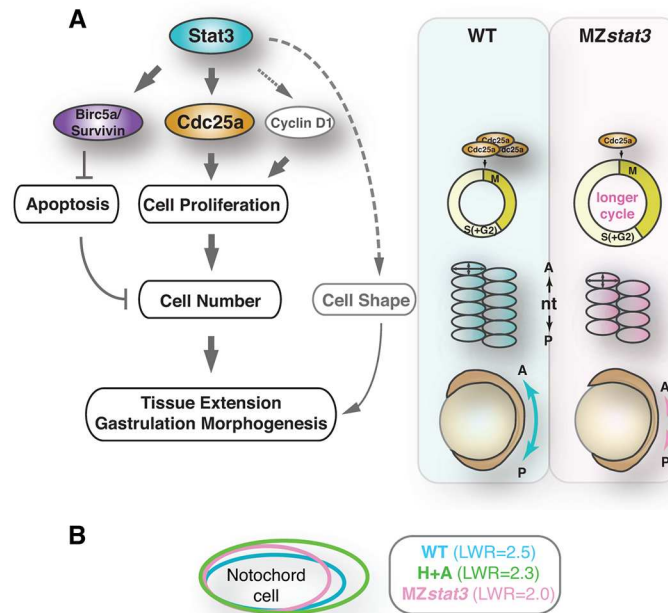 A
Stat3
Birc5a/
Survivin
Cdc25a
Cyclin D1
Apoptosis
Cell Proliferation
Cell Number
Cell Shape
Tissue Extension
Gastrulation Morphogenesis
WT
MZstat3
Cdc25a
Cdc25a
dc25a
Cdc25a
M
S(+G2)
M
longer
cycle
S(+G2)
A
nt
P
A
P
A
P
B
Notochord
cell
WT (LWR=2.5)
H+A (LWR=2.3)
MZstat3 (LWR=2.0)